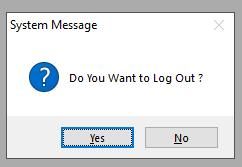 System Message
Do You Want to Log Out ?
Yes
No